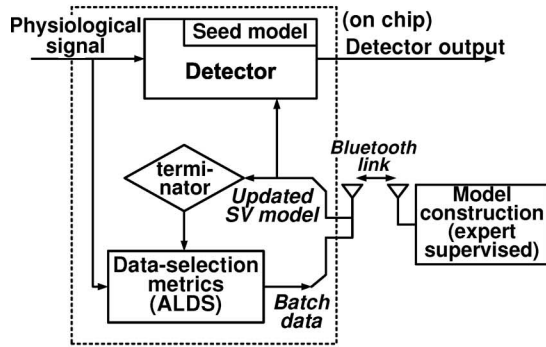 Physiological
signal
Seed model
Detector
(on chip)
Detector output
termi-
nator
Updated
SV model
Bluetooth
link
Model
construction
(expert
supervised)
Data-selection
metrics
(ALDS)
Batch
data